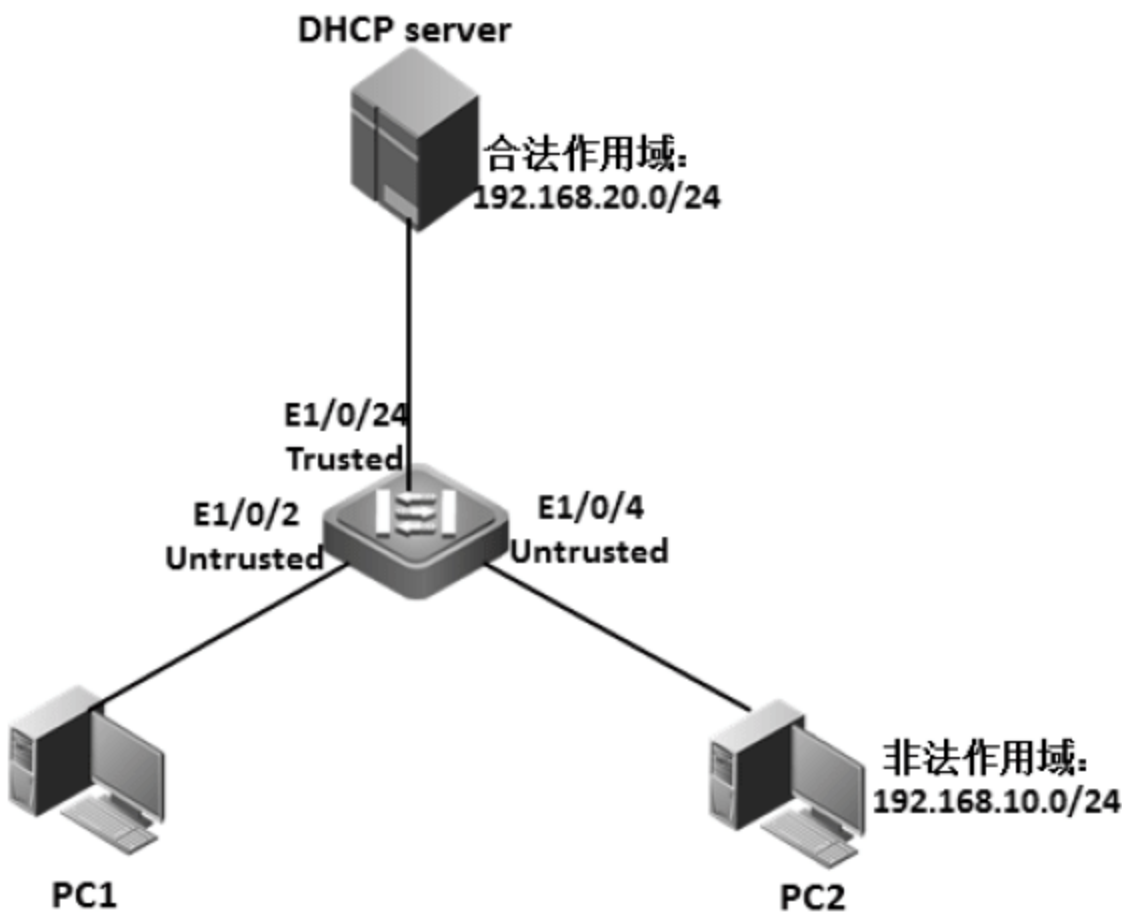 DHCP server
合法作用域：
192.168.20.0/24
E1/0/24
Trusted
E1/0/2
Untrusted
E1/0/4
Untrusted
非法作用域：
192.168.10.0/24
PC1
PC2